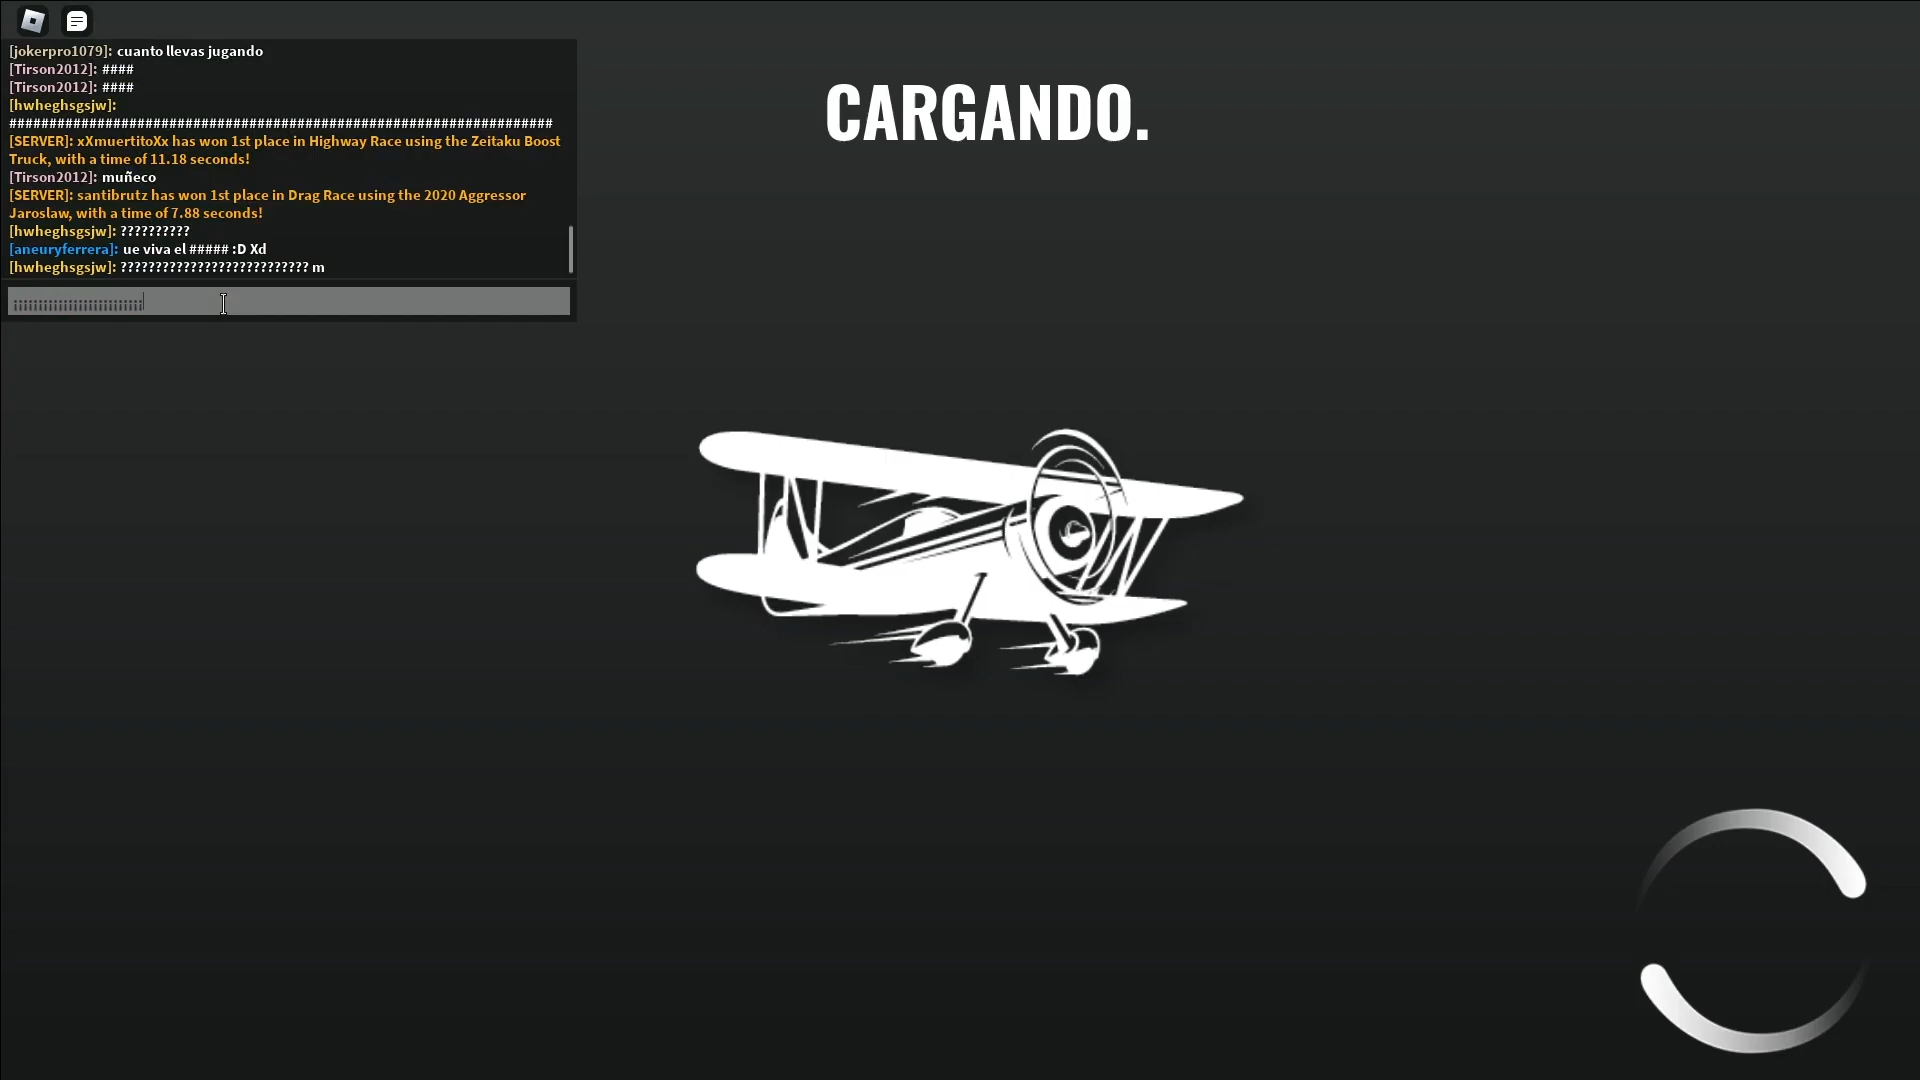 [jokerpro1079]: cuanto llevas jugando
[Tirson2012]: ####
[Tirson2012]: ####
[hwheghsgsjw]:
####################################################################
[SERVER]: xXmuertitoXx has won 1st place in Highway Race using the Zeitaku Boost
Truck, with a time of 11.18 seconds!
[Tirson2012]: muñeco
[SERVER]: santibrutz has won 1st place in Drag Race using the 2020 Aggressor
Jaroslaw, with a time of 7.88 seconds!
[hwheghsgsjw]: ??????????
[aneuryferrera]: ue viva el ##### :D Xd
[hwheghsgsjw]: ??????????????????????????? m
¡¡¡¡¡¡¡¡¡¡¡¡¡¡¡¡¡¡¡¡¡¡¡¡¡¡
CARGANDO.